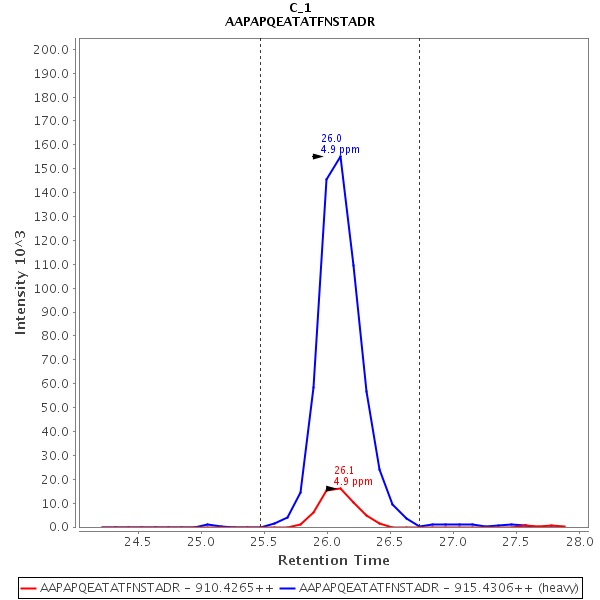 C_1
AAPAPQEATATFNSTADR
200.0
190.0
180.0
170.0
160.0
150.0
140.0
130.0
120.0
110.0
100.0
90.0
80.0
70.0
60.0
50.0
40.0
30.0
20.0
10.0
0.0
Intensity 10^3
26.0
4.9 ppm
26.1
4.9 ppm
24.5 25.0 25.5 26.0 26.5 27.0 27.5 28.0
Retention Time
AAPAPQEATATFNSTADR - 910.4265++ AAPAPQEATATFNSTADR - 915.4306++ (heavy)